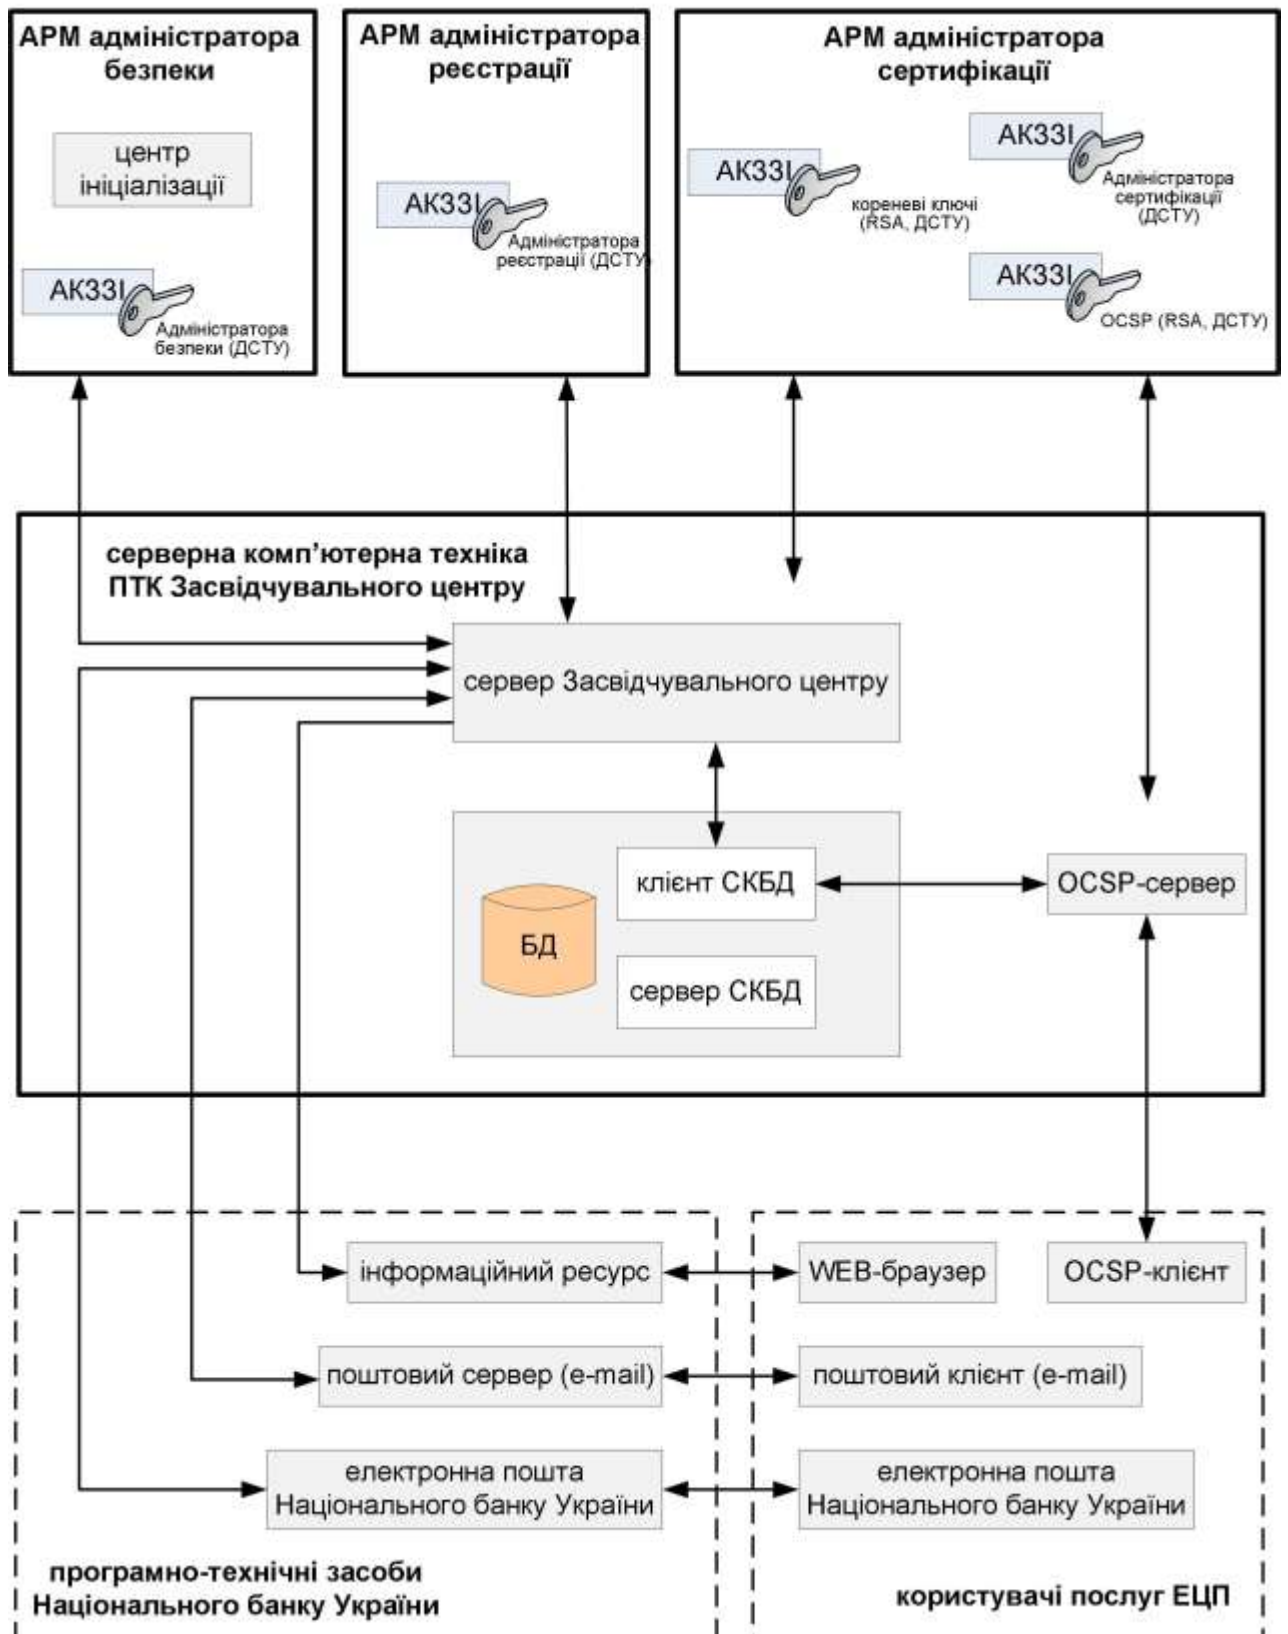 АРМ адміністратора
безпеки
центр
ініціалізації
АКЗЗІ
Адміністратора
безпеки (ДСТУ)
АРМ адміністратора
реєстрації
АКЗЗІ
Адміністратора
реєстрації (ДСТУ)
АРМ адміністратора
сертифікації
АКЗЗІ
кореневі ключі
(RSA, ДСТУ)
АКЗЗІ
Адміністратора
сертифікації
(ДСТУ)
АКЗЗІ
OCSP (RSA, ДСТУ)
серверна комп’ютерна техніка
ПТК Засвідчувального центру
сервер Засвідчувального центру
клієнт СКБД
OCSP-сервер
БД
сервер СКБД
інформаційний ресурс
WEB-браузер
OCSP-клієнт
поштовий сервер (e-mail)
поштовий клієнт (e-mail)
електронна пошта
Національного банку України
електронна пошта
Національного банку України
програмно-технічні засоби
Національного банку України
користувачі послуг ЕЦП